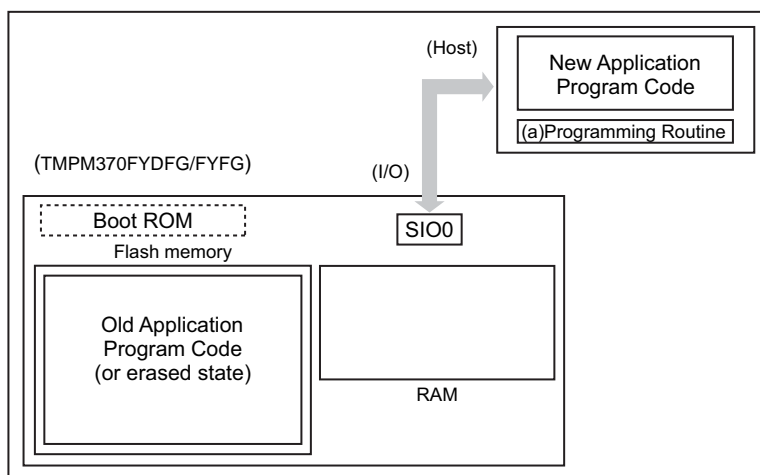 (Host)
New Application
Program Code
(a)Programming Routine
(TMPM370FYDFG/FYFG)
(I/O)
Boot ROM
SIO0
Flash memory
Old Application
Program Code
(or erased state)
RAM